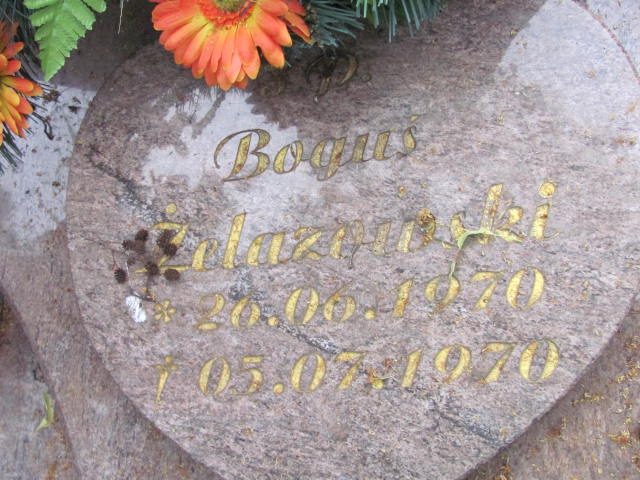 Ś.P.
Boguś
Żelazowski
* 26.06.1970
† 05.07.1970